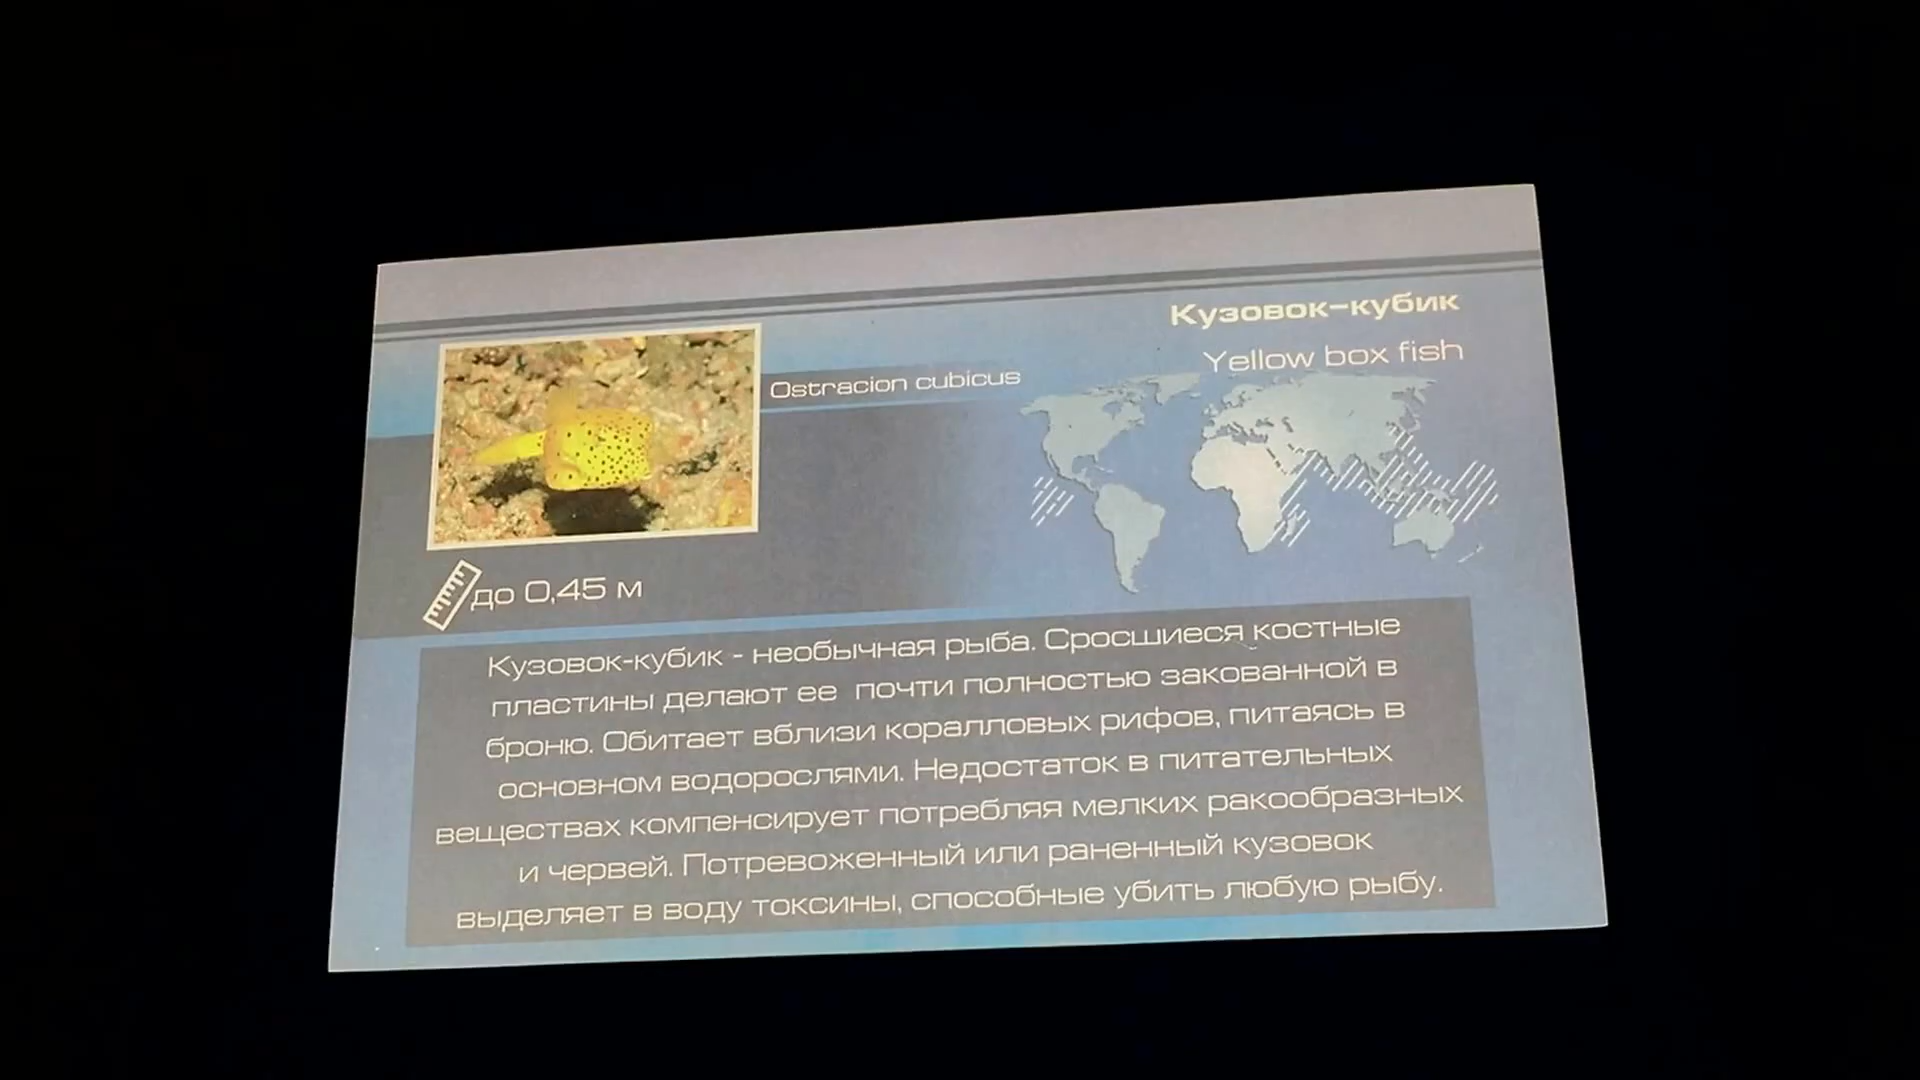 Кузовок-кубик
Yellow box fish
Ostracion cubicus
до 0,45 м
Кузовок-кубик - необычная рыба. Сросшиеся костные
пластины делают ее почти полностью закованной в
броню. Обитает вблизи коралловых рифов, питаясь в
основном водорослями. Недостаток в питательных
веществах компенсирует потребляя мелких ракообразных
и червей. Потревоженный или раненный кузовок
выделяет в воду токсины, способные убить любую рыбу.